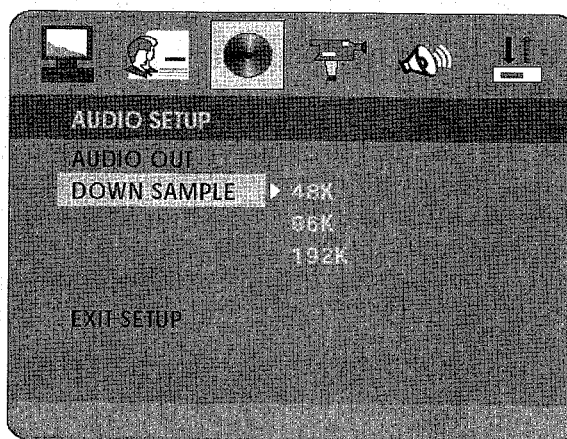 AUDIO SETUP
AUDIO OUT
DOWN SAMPLE 48K
96K
192K
EXIT SETUP